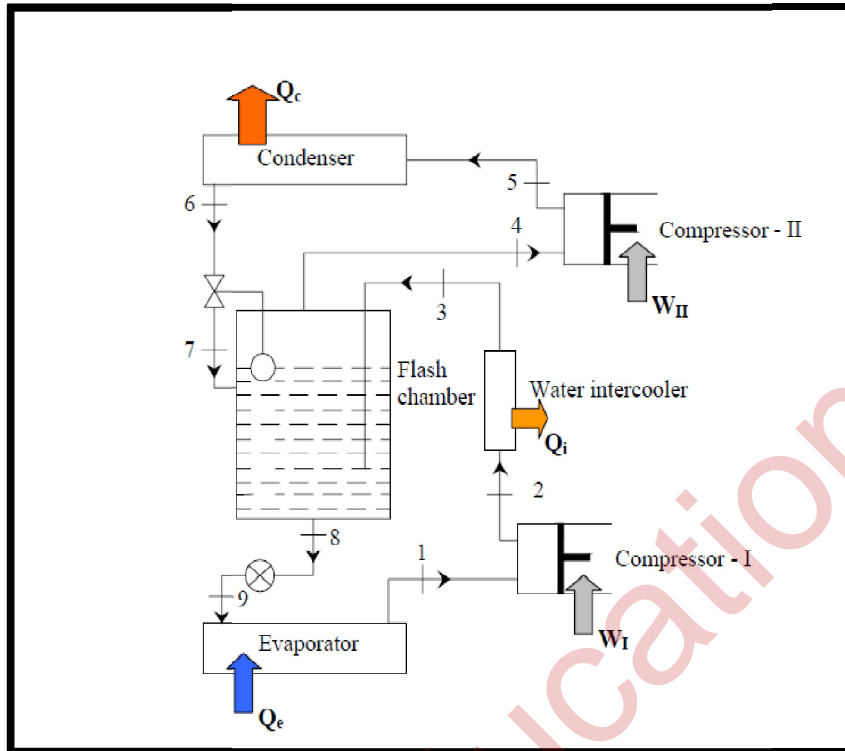 Qc
Condenser
5
6
Compressor - II
4
WII
3
7
Flash
chamber
Water intercooler
Qi
2
8
1
Compressor - I
9
Evaporator
WI
Qe
ucation